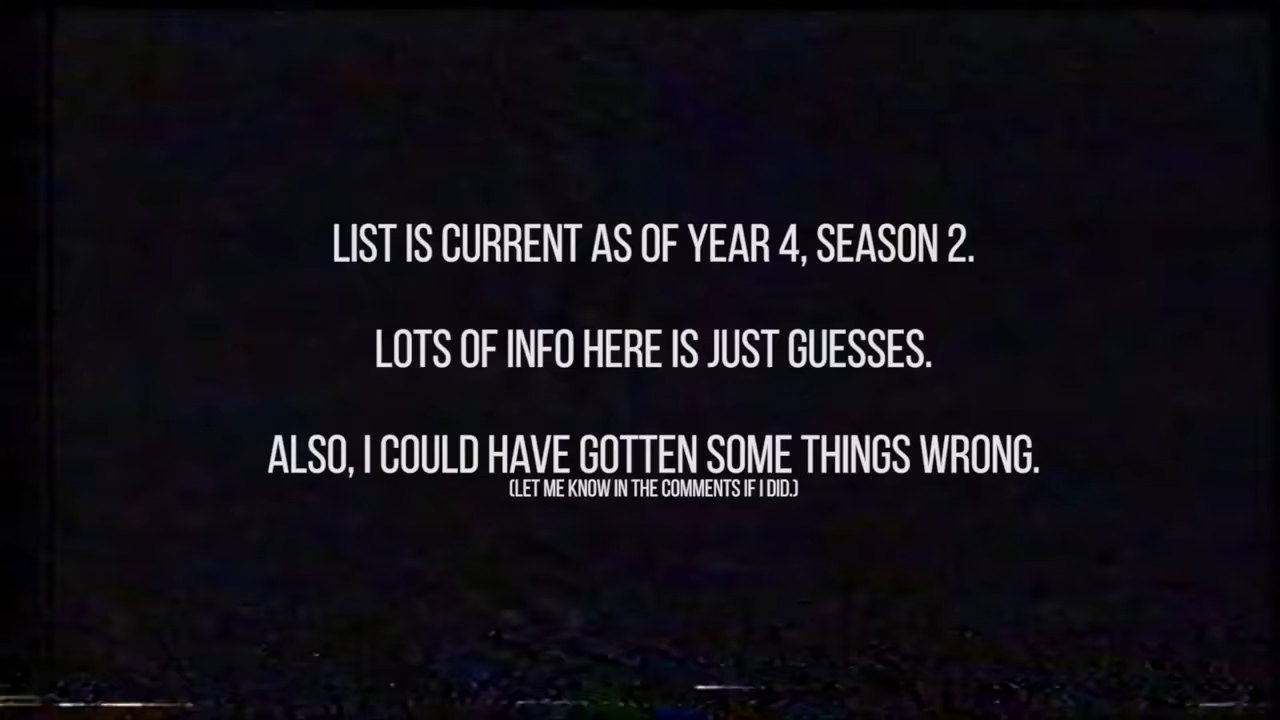 LIST IS CURRENT AS OF YEAR 4, SEASON 2.
LOTS OF INFO HERE IS JUST GUESSES.
ALSO, I COULD HAVE GOTTEN SOME THINGS WRONG.
(LET ME KNOW IN THE COMMENTS IF I DID.)